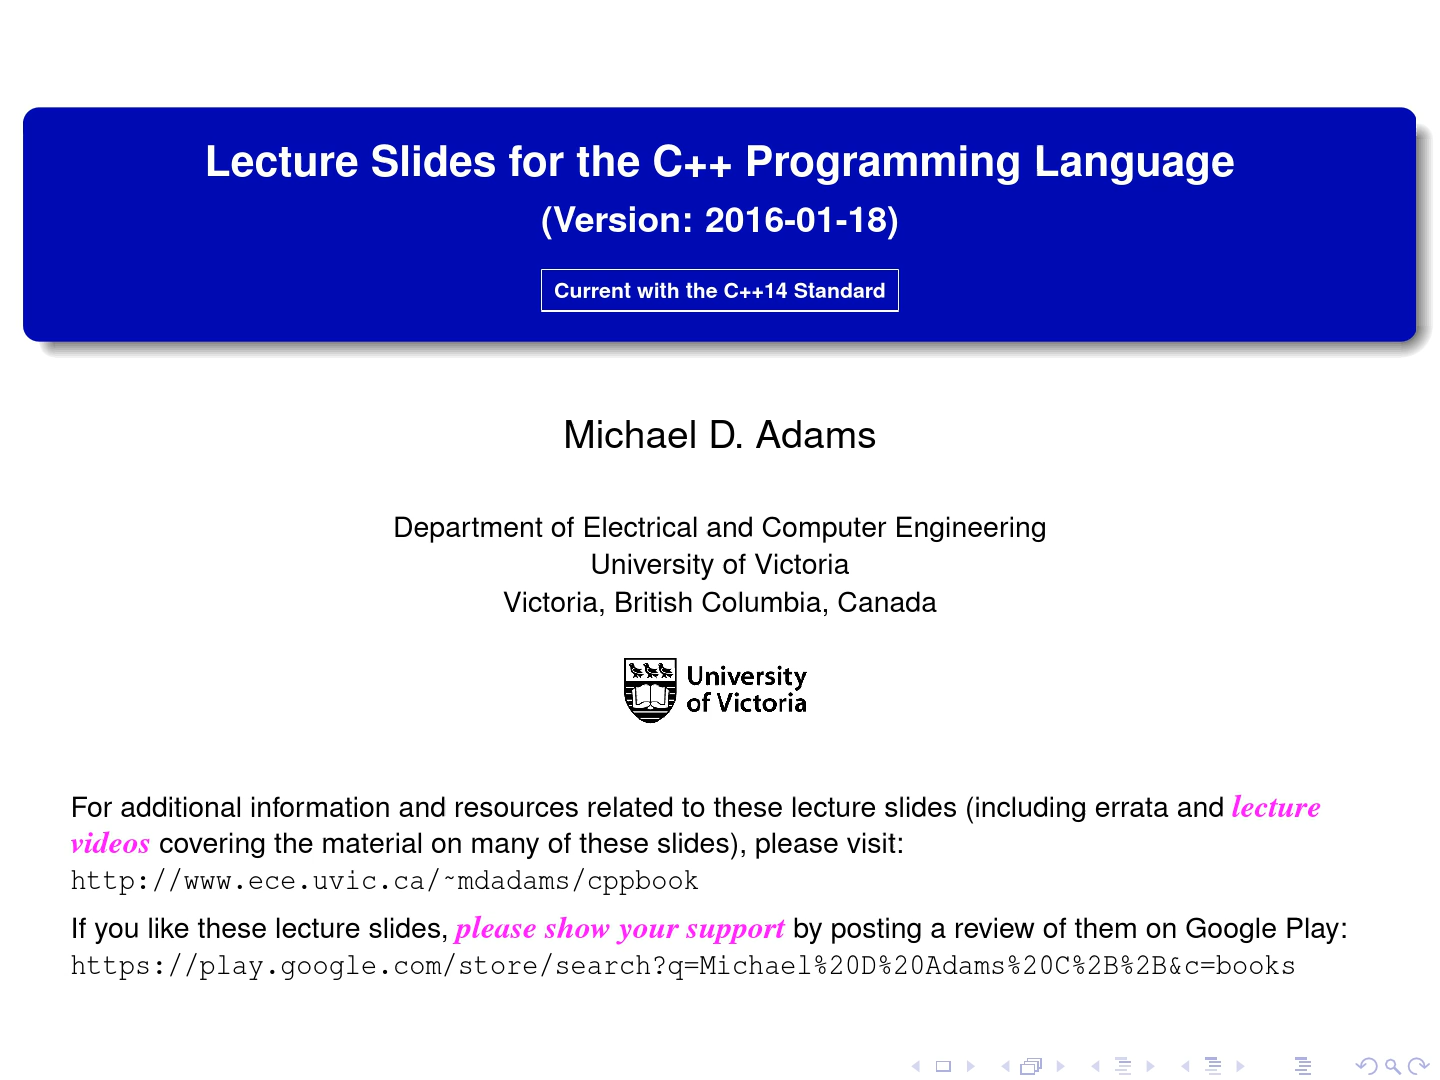 Lecture Slides for the C++ Programming Language
(Version: 2016-01-18)
Current with the C++14 Standard
Michael D. Adams
Department of Electrical and Computer Engineering
University of Victoria
Victoria, British Columbia, Canada
University
of Victoria
For additional information and resources related to these lecture slides (including errata and lecture
videos covering the material on many of these slides), please visit:
http://www.ece.uvic.ca/~mdadams/cppbook
If you like these lecture slides, please show your support by posting a review of them on Google Play:
https://play.google.com/store/search?q=Michael%20D%20Adams%20C%2B%2B&c=books